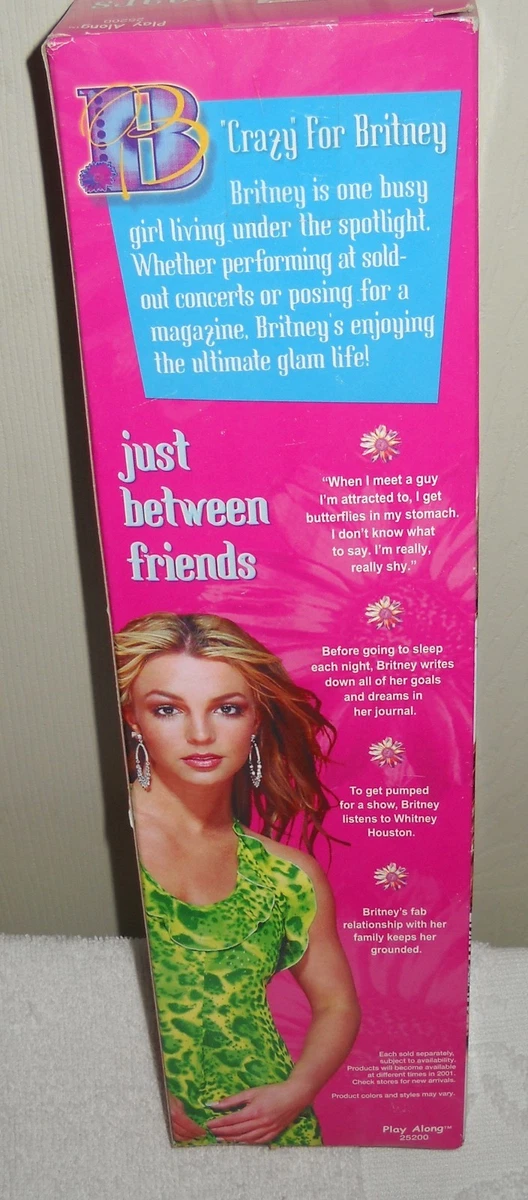 Play Along™
25200
B
"Crazy" For Britney
Britney is one busy
girl living under the spotlight.
Whether performing at sold-
out concerts or posing for a
magazine, Britney's enjoying
the ultimate glam life!
just
between
friends
"When I meet a guy
I'm attracted to, I get
butterflies in my stomach.
I don't know what
to say. I'm really,
really shy."
Before going to sleep
each night, Britney writes
down all of her goals
and dreams in
her journal.
To get pumped
for a show, Britney
listens to Whitney
Houston.
Britney's fab
relationship with her
family keeps her
grounded.
Each sold separately,
subject to availability.
Products will become available
at different times in 2001.
Check stores for new arrivals.
Product colors and styles may vary.
Play Along™
25200